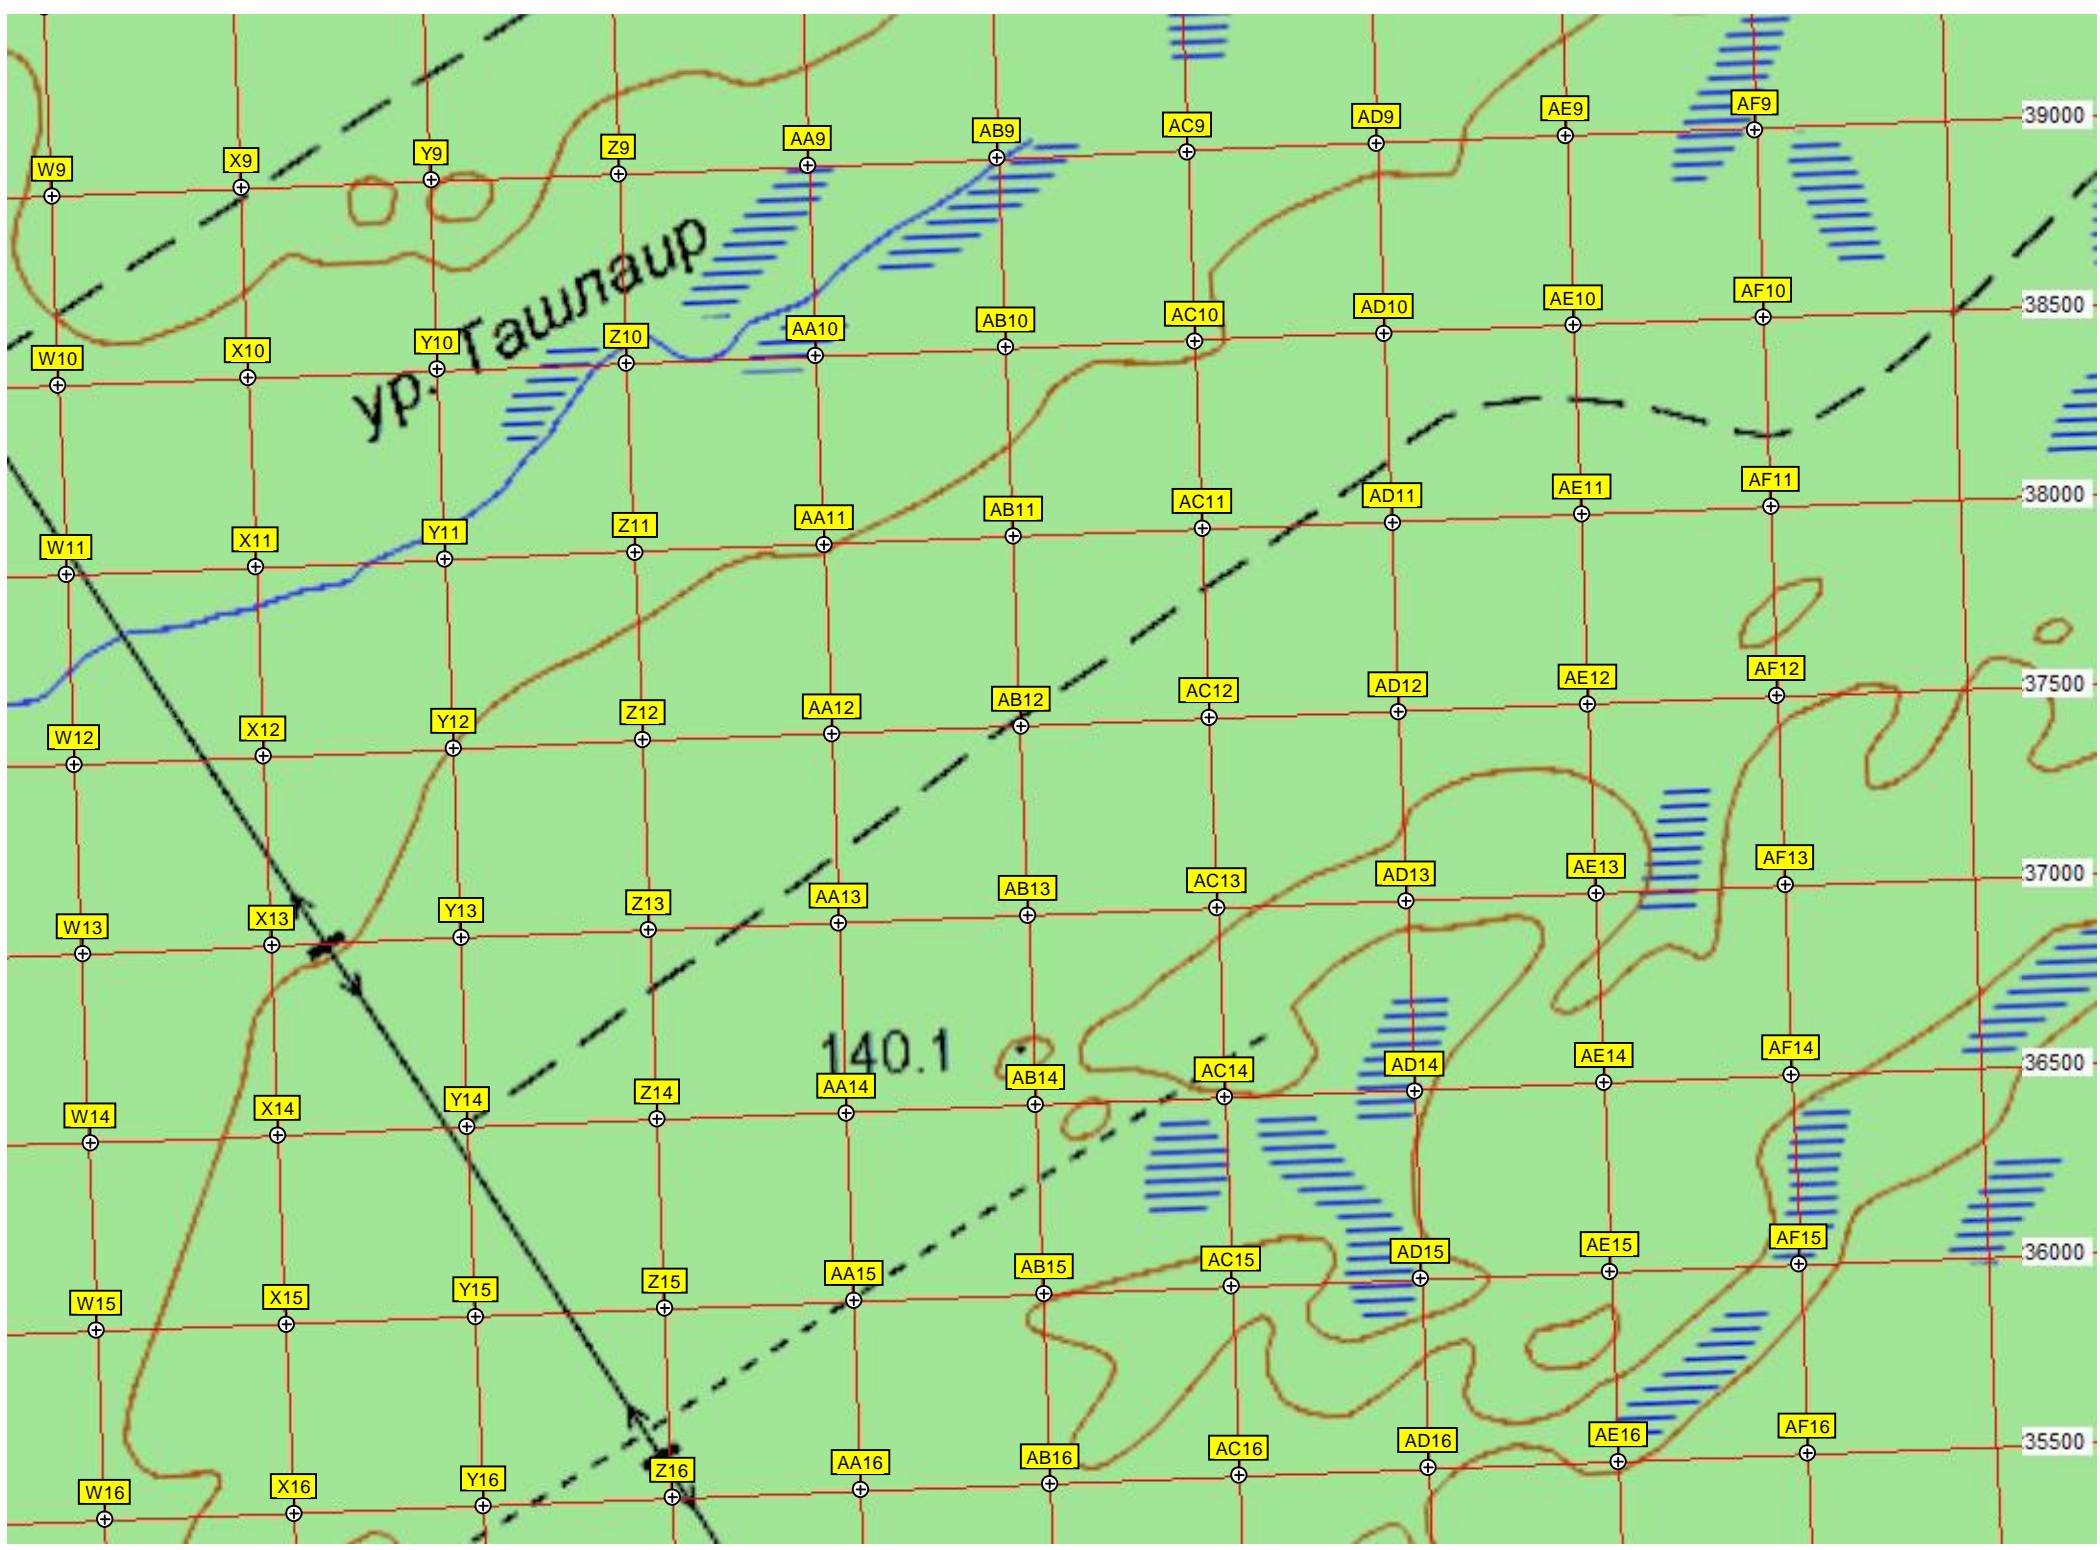 W9 X9 Y9 Z9 AA9 AB9 AC9 AD9 AE9 AF9 39000
ур. Ташлаир
W10 X10 Y10 Z10 AA10 AB10 AC10 AD10 AE10 AF10 38500
W11 X11 Y11 Z11 AA11 AB11 AC11 AD11 AE11 AF11 38000
W12 X12 Y12 Z12 AA12 AB12 AC12 AD12 AE12 AF12 37500
W13 X13 Y13 Z13 AA13 AB13 AC13 AD13 AE13 AF13 37000
140.1
W14 X14 Y14 Z14 AA14 AB14 AC14 AD14 AE14 AF14 36500
W15 X15 Y15 Z15 AA15 AB15 AC15 AD15 AE15 AF15 36000
W16 X16 Y16 Z16 AA16 AB16 AC16 AD16 AE16 AF16 35500